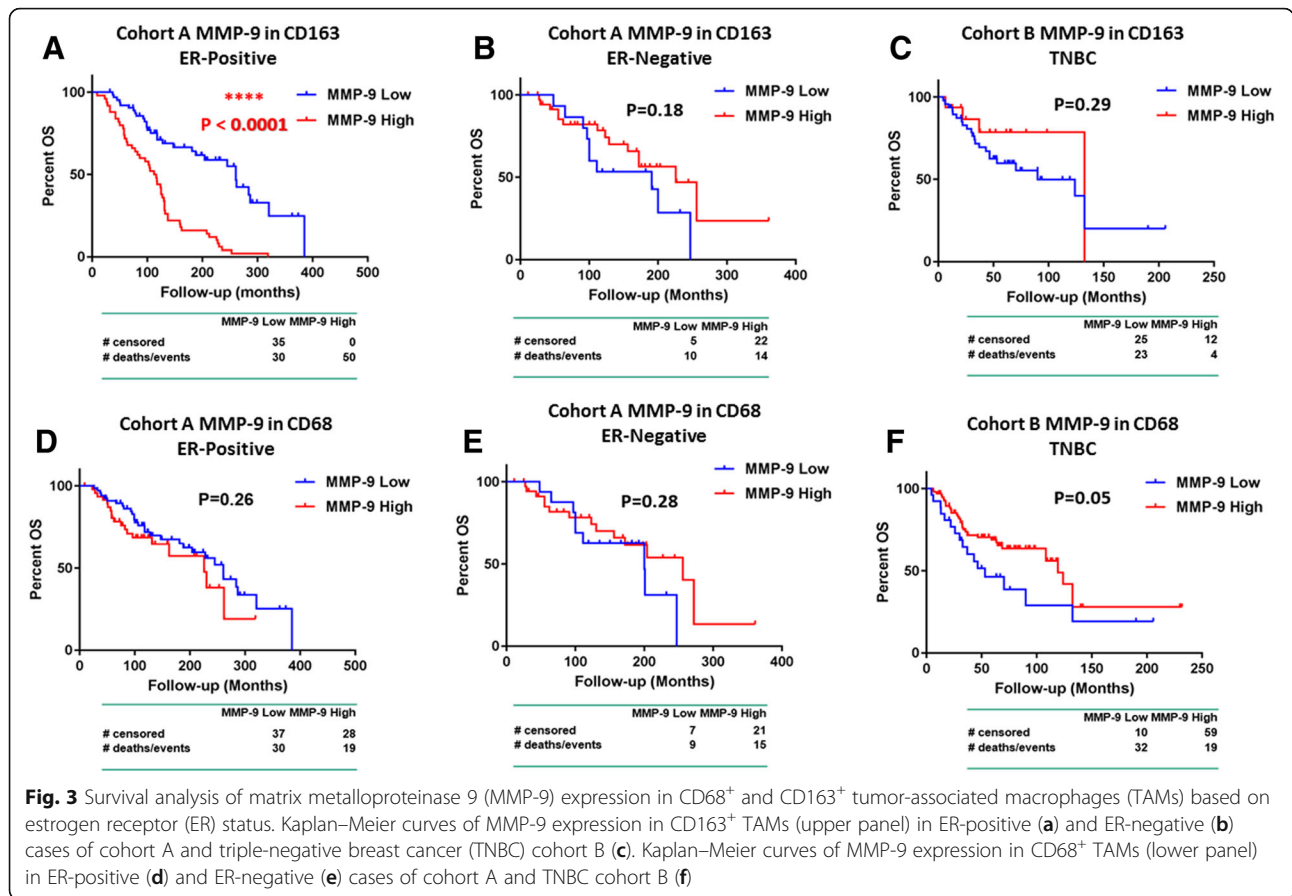 A
Cohort A MMP-9 in CD163
ER-Positive
****
P < 0.0001
MMP-9 Low
MMP-9 High
Percent OS
100
50
0
0 100 200 300 400 500
Follow-up (months)
MMP-9 Low MMP-9 High
# censored 35 0
# deaths/events 30 50
B
Cohort A MMP-9 in CD163
ER-Negative
P=0.18
MMP-9 Low
MMP-9 High
Percent OS
100
50
0
0 100 200 300 400
Follow-up (months)
MMP-9 Low MMP-9 High
# censored 5 22
# deaths/events 10 14
C
Cohort B MMP-9 in CD163
TNBC
P=0.29
MMP-9 Low
MMP-9 High
Percent OS
100
50
0
0 50 100 150 200 250
Follow-up (Months)
MMP-9 Low MMP-9 High
# censored 25 12
# deaths/events 23 4
D
Cohort A MMP-9 in CD68
ER-Positive
P=0.26
MMP-9 Low
MMP-9 High
Percent OS
100
50
0
0 100 200 300 400 500
Follow-up (Months)
MMP-9 Low MMP-9 High
# censored 37 28
# deaths/events 30 19
E
Cohort A MMP-9 in CD68
ER-Negative
P=0.28
MMP-9 Low
MMP-9 High
Percent OS
100
50
0
0 100 200 300 400
Follow-up (Months)
MMP-9 Low MMP-9 High
# censored 7 21
# deaths/events 9 15
F
Cohort B MMP-9 in CD68
TNBC
P=0.05
MMP-9 Low
MMP-9 High
Percent OS
100
50
0
0 50 100 150 200 250
Follow-up (Months)
MMP-9 Low MMP-9 High
# censored 10 59
# deaths/events 32 19
Fig. 3 Survival analysis of matrix metalloproteinase 9 (MMP-9) expression in CD68⁺ and CD163⁺ tumor-associated macrophages (TAMs) based on
estrogen receptor (ER) status. Kaplan–Meier curves of MMP-9 expression in CD163⁺ TAMs (upper panel) in ER-positive (a) and ER-negative (b)
cases of cohort A and triple-negative breast cancer (TNBC) cohort B (c). Kaplan–Meier curves of MMP-9 expression in CD68⁺ TAMs (lower panel)
in ER-positive (d) and ER-negative (e) cases of cohort A and TNBC cohort B (f)